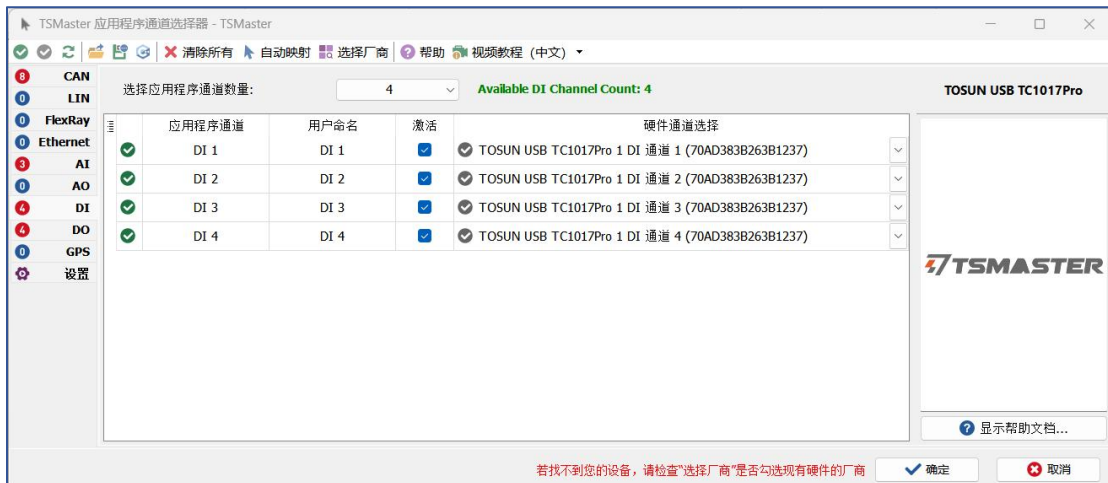 TSMaster 应用程序通道选择器 - TSMaster
清除所有 自动映射 选择厂商 帮助 视频教程 (中文)
8 CAN
0 LIN
0 FlexRay
0 Ethernet
3 AI
0 AO
4 DI
4 DO
0 GPS
设置
选择应用程序通道数量: 4 Available DI Channel Count: 4
应用程序通道 用户命名 激活 硬件通道选择
DI 1 DI 1 TOSUN USB TC1017Pro 1 DI 通道 1 (70AD383B263B1237)
DI 2 DI 2 TOSUN USB TC1017Pro 1 DI 通道 2 (70AD383B263B1237)
DI 3 DI 3 TOSUN USB TC1017Pro 1 DI 通道 3 (70AD383B263B1237)
DI 4 DI 4 TOSUN USB TC1017Pro 1 DI 通道 4 (70AD383B263B1237)
TOSUN USB TC1017Pro
TSMASTER
显示帮助文档...
若找不到您的设备，请检查“选择厂商”是否勾选现有硬件的厂商 确定 取消